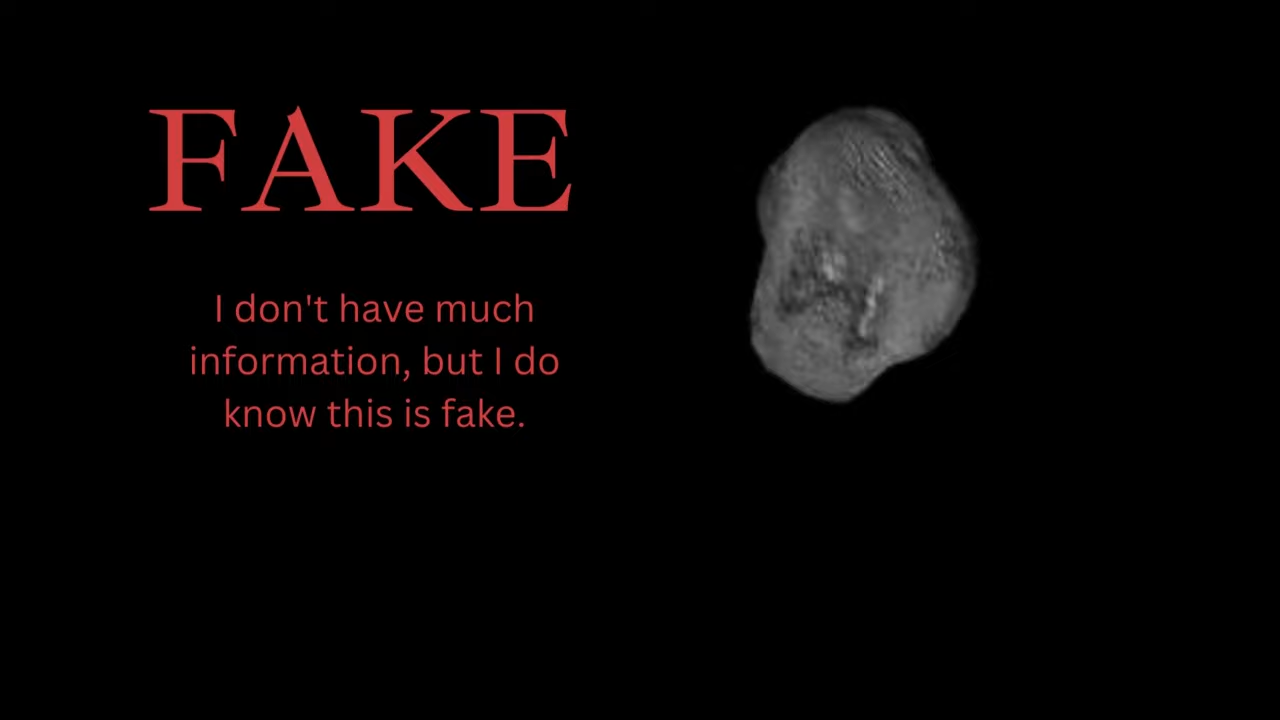 FAKE
I don't have much
information, but I do
know this is fake.